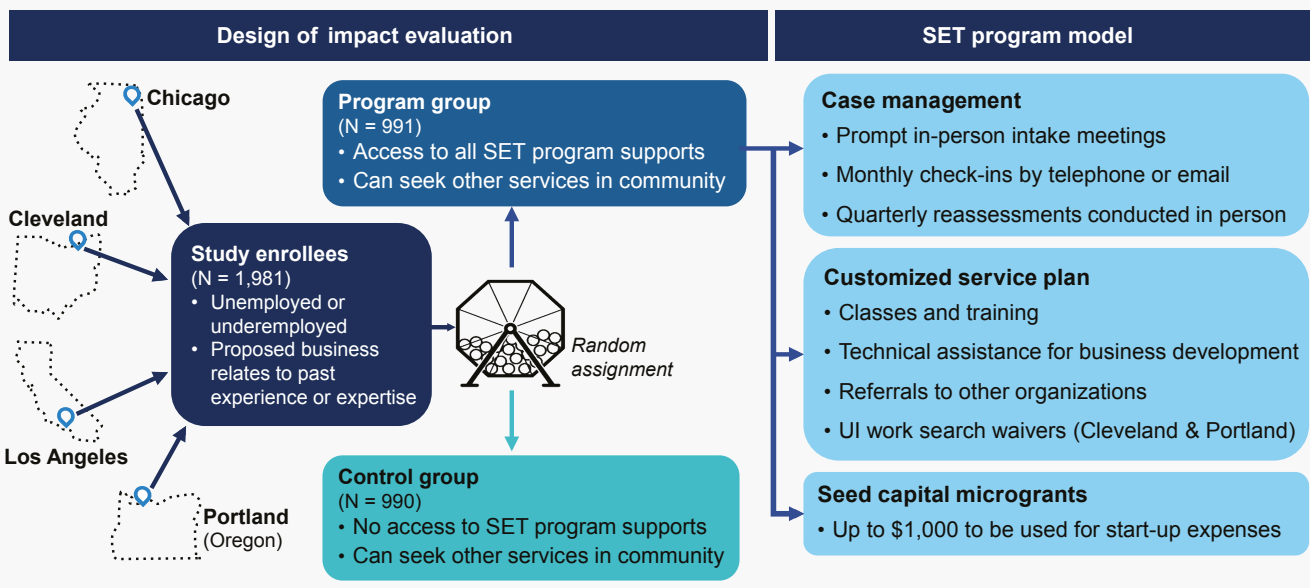 Design of impact evaluation
SET program model
Chicago
Cleveland
Los Angeles
Portland
(Oregon)
Study enrollees
(N = 1,981)
• Unemployed or
underemployed
• Proposed business
relates to past
experience or expertise
Random
assignment
Program group
(N = 991)
• Access to all SET program supports
• Can seek other services in community
Control group
(N = 990)
• No access to SET program supports
• Can seek other services in community
Case management
• Prompt in-person intake meetings
• Monthly check-ins by telephone or email
• Quarterly reassessments conducted in person
Customized service plan
• Classes and training
• Technical assistance for business development
• Referrals to other organizations
• UI work search waivers (Cleveland & Portland)
Seed capital microgrants
• Up to $1,000 to be used for start-up expenses